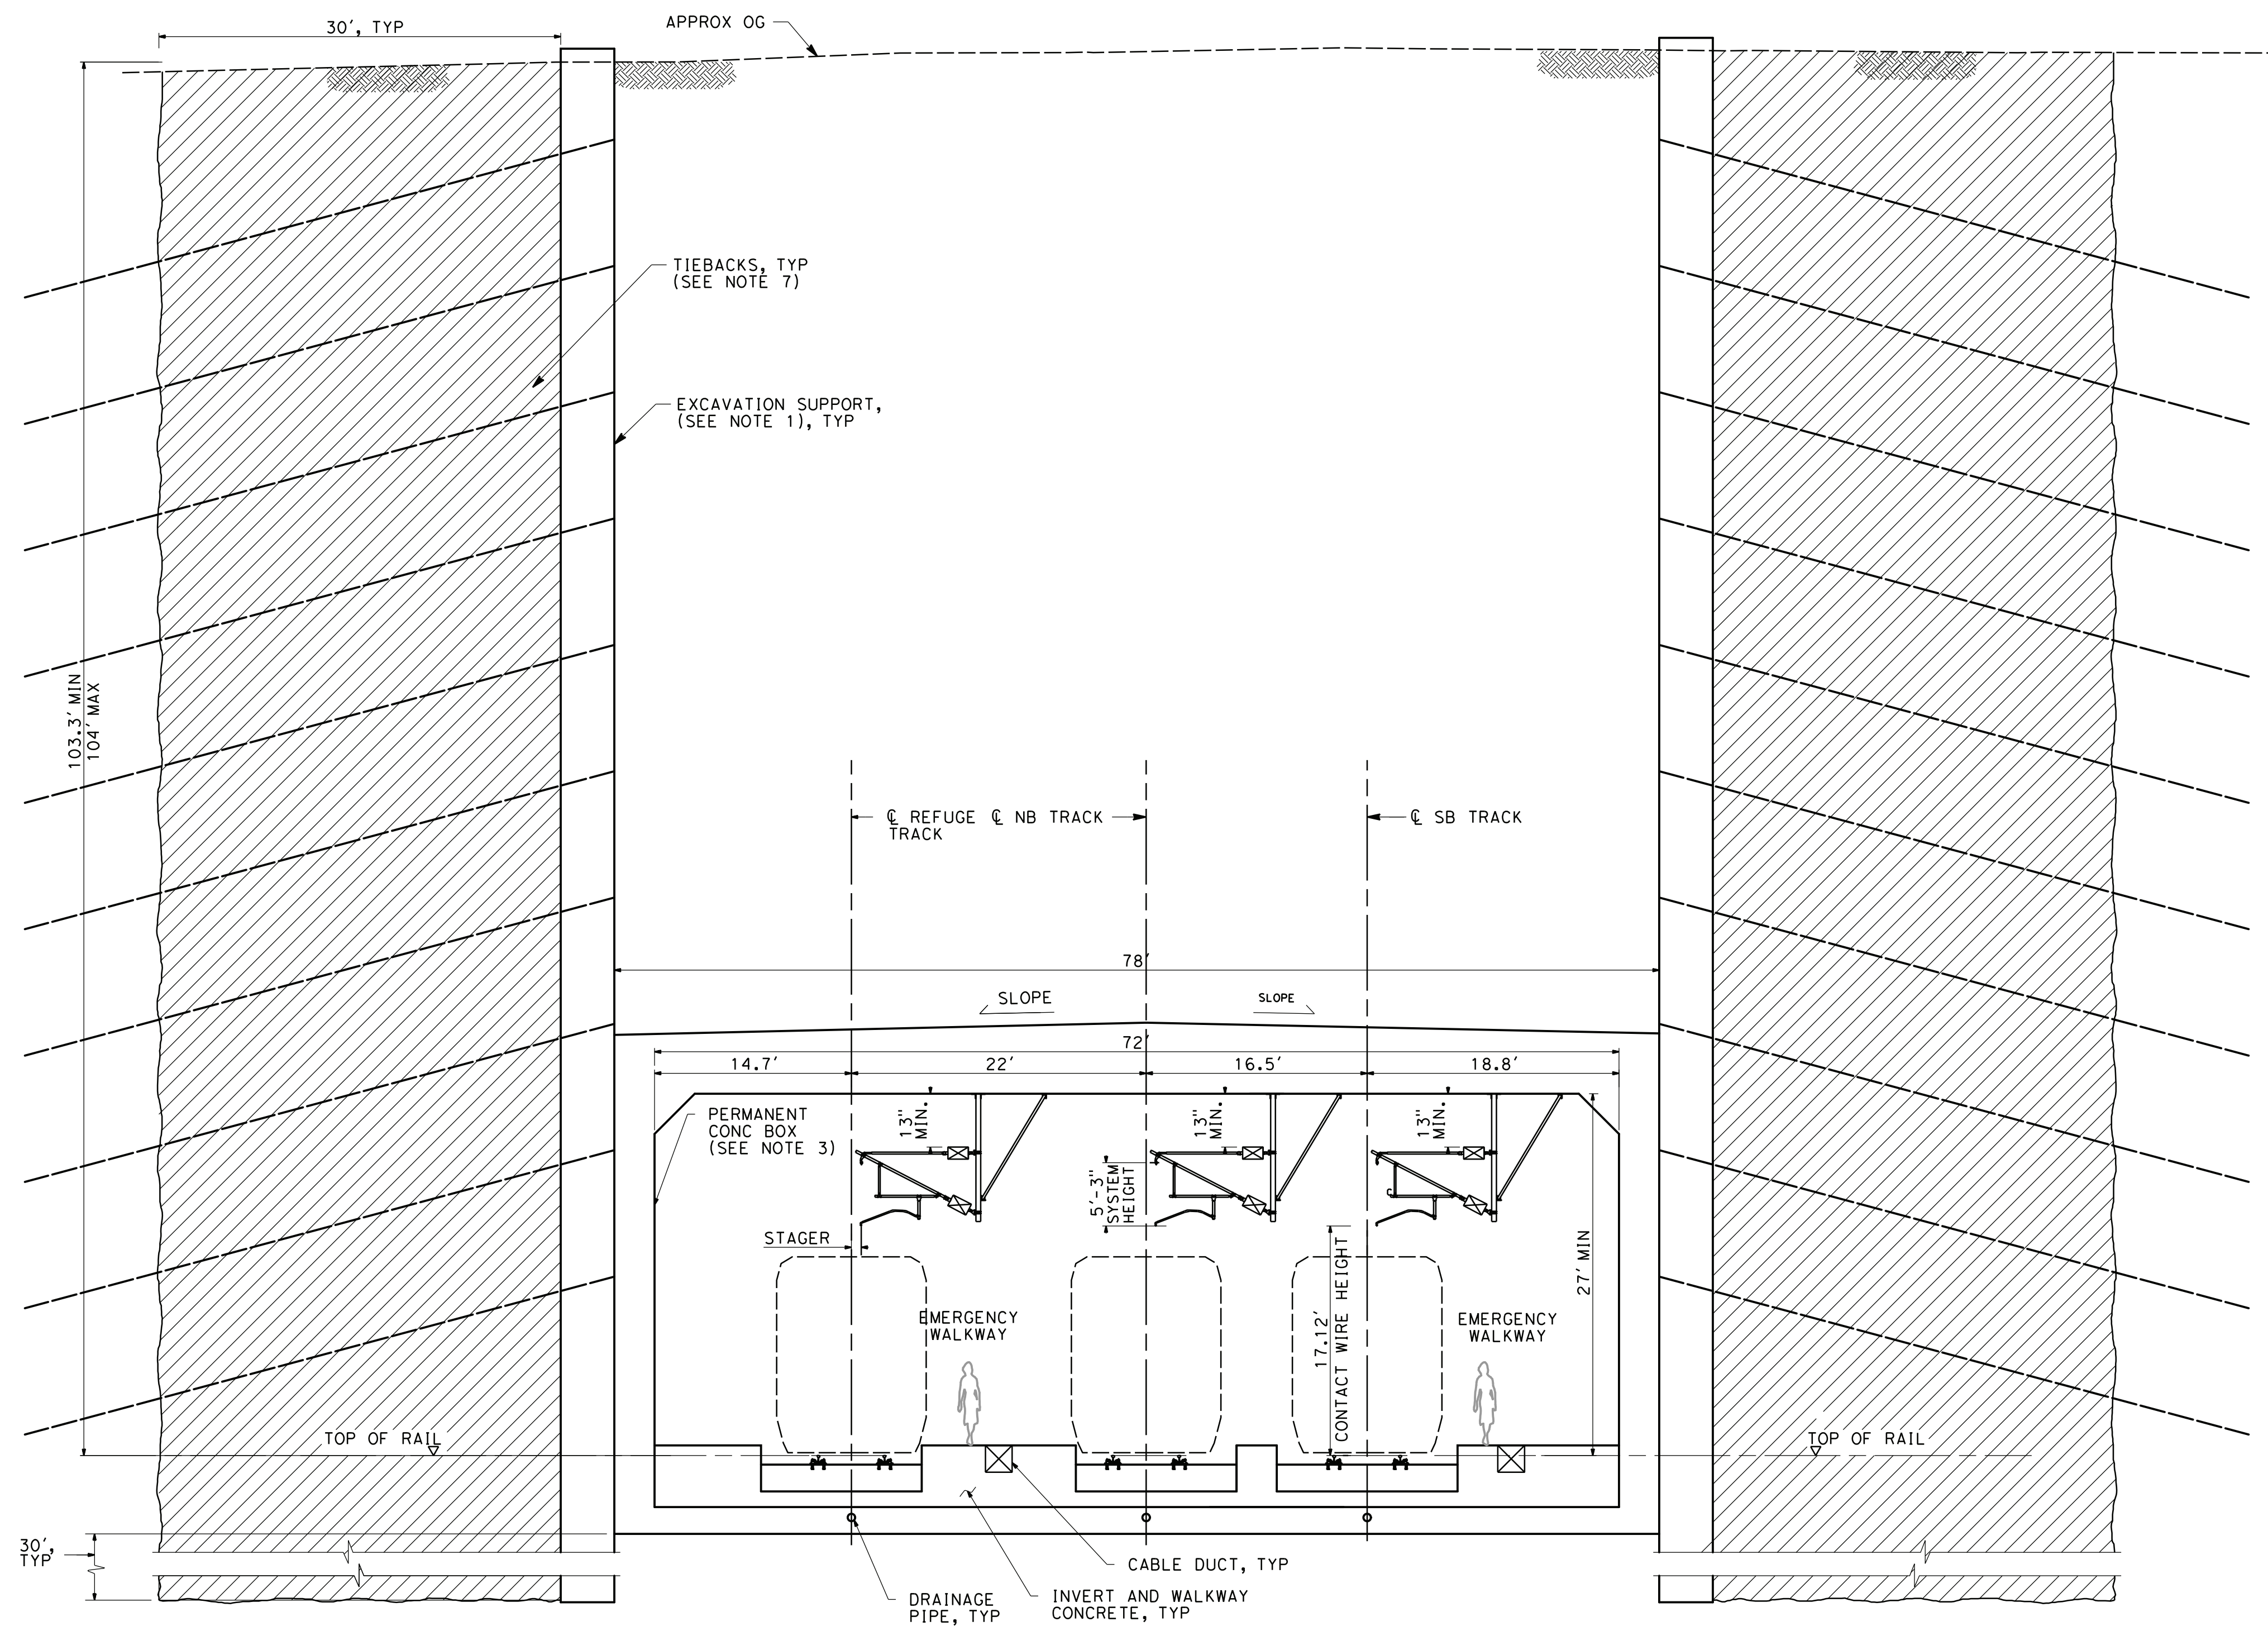 APPROX OG
30', TYP
TIEBACKS, TYP
(SEE NOTE 7)
EXCAVATION SUPPORT,
(SEE NOTE 1), TYP
103.3' MIN
104' MAX
℄ REFUGE
TRACK
℄ NB TRACK
℄ SB TRACK
78'
SLOPE
SLOPE
72'
14.7'
22'
16.5'
18.8'
PERMANENT
CONC BOX
(SEE NOTE 3)
13"
MIN.
13"
MIN.
13"
MIN.
5'-3"
SYSTEM
HEIGHT
STAGER
17.12'
CONTACT WIRE HEIGHT
27' MIN
EMERGENCY
WALKWAY
EMERGENCY
WALKWAY
TOP OF RAIL
TOP OF RAIL
30',
TYP
CABLE DUCT, TYP
DRAINAGE
PIPE, TYP
INVERT AND WALKWAY
CONCRETE, TYP